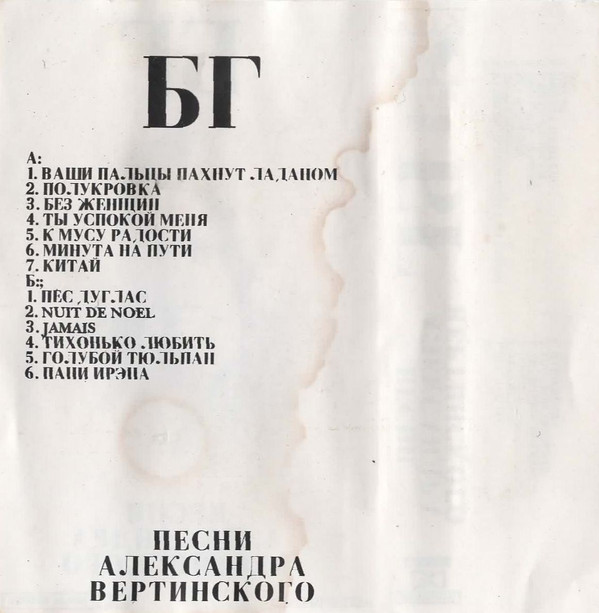 БГ
А:
1. ВАШИ ПАЛЬЦЫ ПАХНУТ ЛАДАНОМ
2. ПОЛУКРОВКА
3. БЕЗ ЖЕНЩИН
4. ТЫ УСПОКОЙ МЕНЯ
5. К МУСУ РАДОСТИ
6. МИНУТА НА ПУТИ
7. КИТАЙ
Б:;
1. ПЁС ДУГЛАС
2. NUIT DE NOEL
3. JAMAIS
4. ТИХОНЬКО ЛЮБИТЬ
5. ГОЛУБОЙ ТЮЛЬПАН
6. ПАНИ ИРЭНА
ПЕСНИ
АЛЕКСАНДРА
ВЕРТИНСКОГО